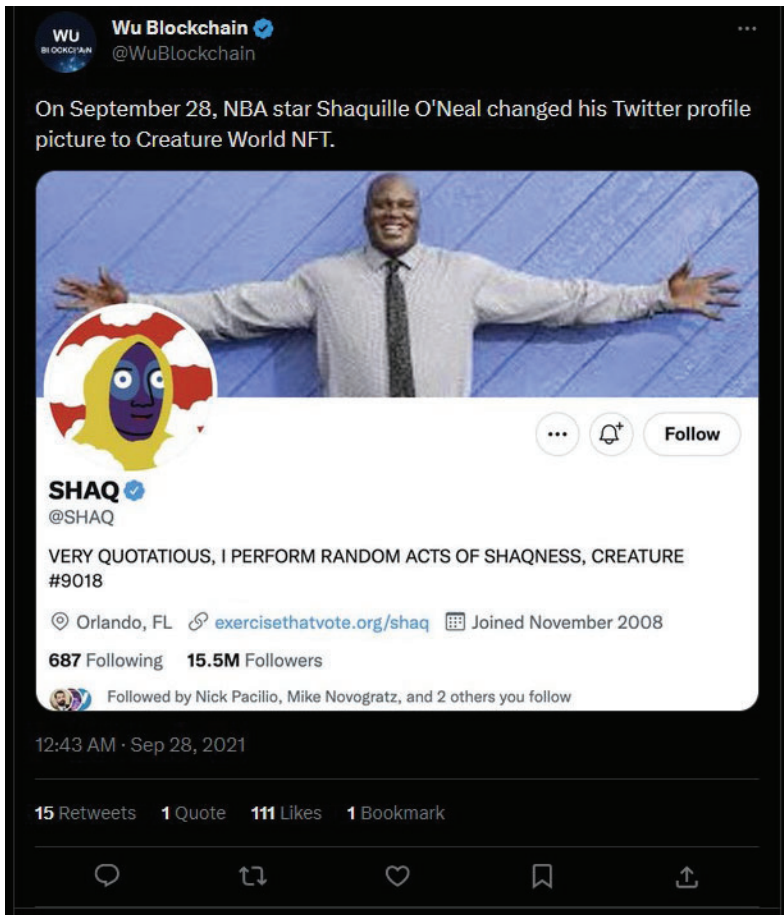 WU
BLOCKCHAIN
Wu Blockchain
@WuBlockchain
On September 28, NBA star Shaquille O'Neal changed his Twitter profile
picture to Creature World NFT.
Follow
SHAQ
@SHAQ
VERY QUOTATIOUS, I PERFORM RANDOM ACTS OF SHAQNESS, CREATURE
#9018
Orlando, FL exercisethatvote.org/shaq Joined November 2008
687 Following 15.5M Followers
Followed by Nick Pacilio, Mike Novogratz, and 2 others you follow
12:43 AM · Sep 28, 2021
15 Retweets 1 Quote 111 Likes 1 Bookmark